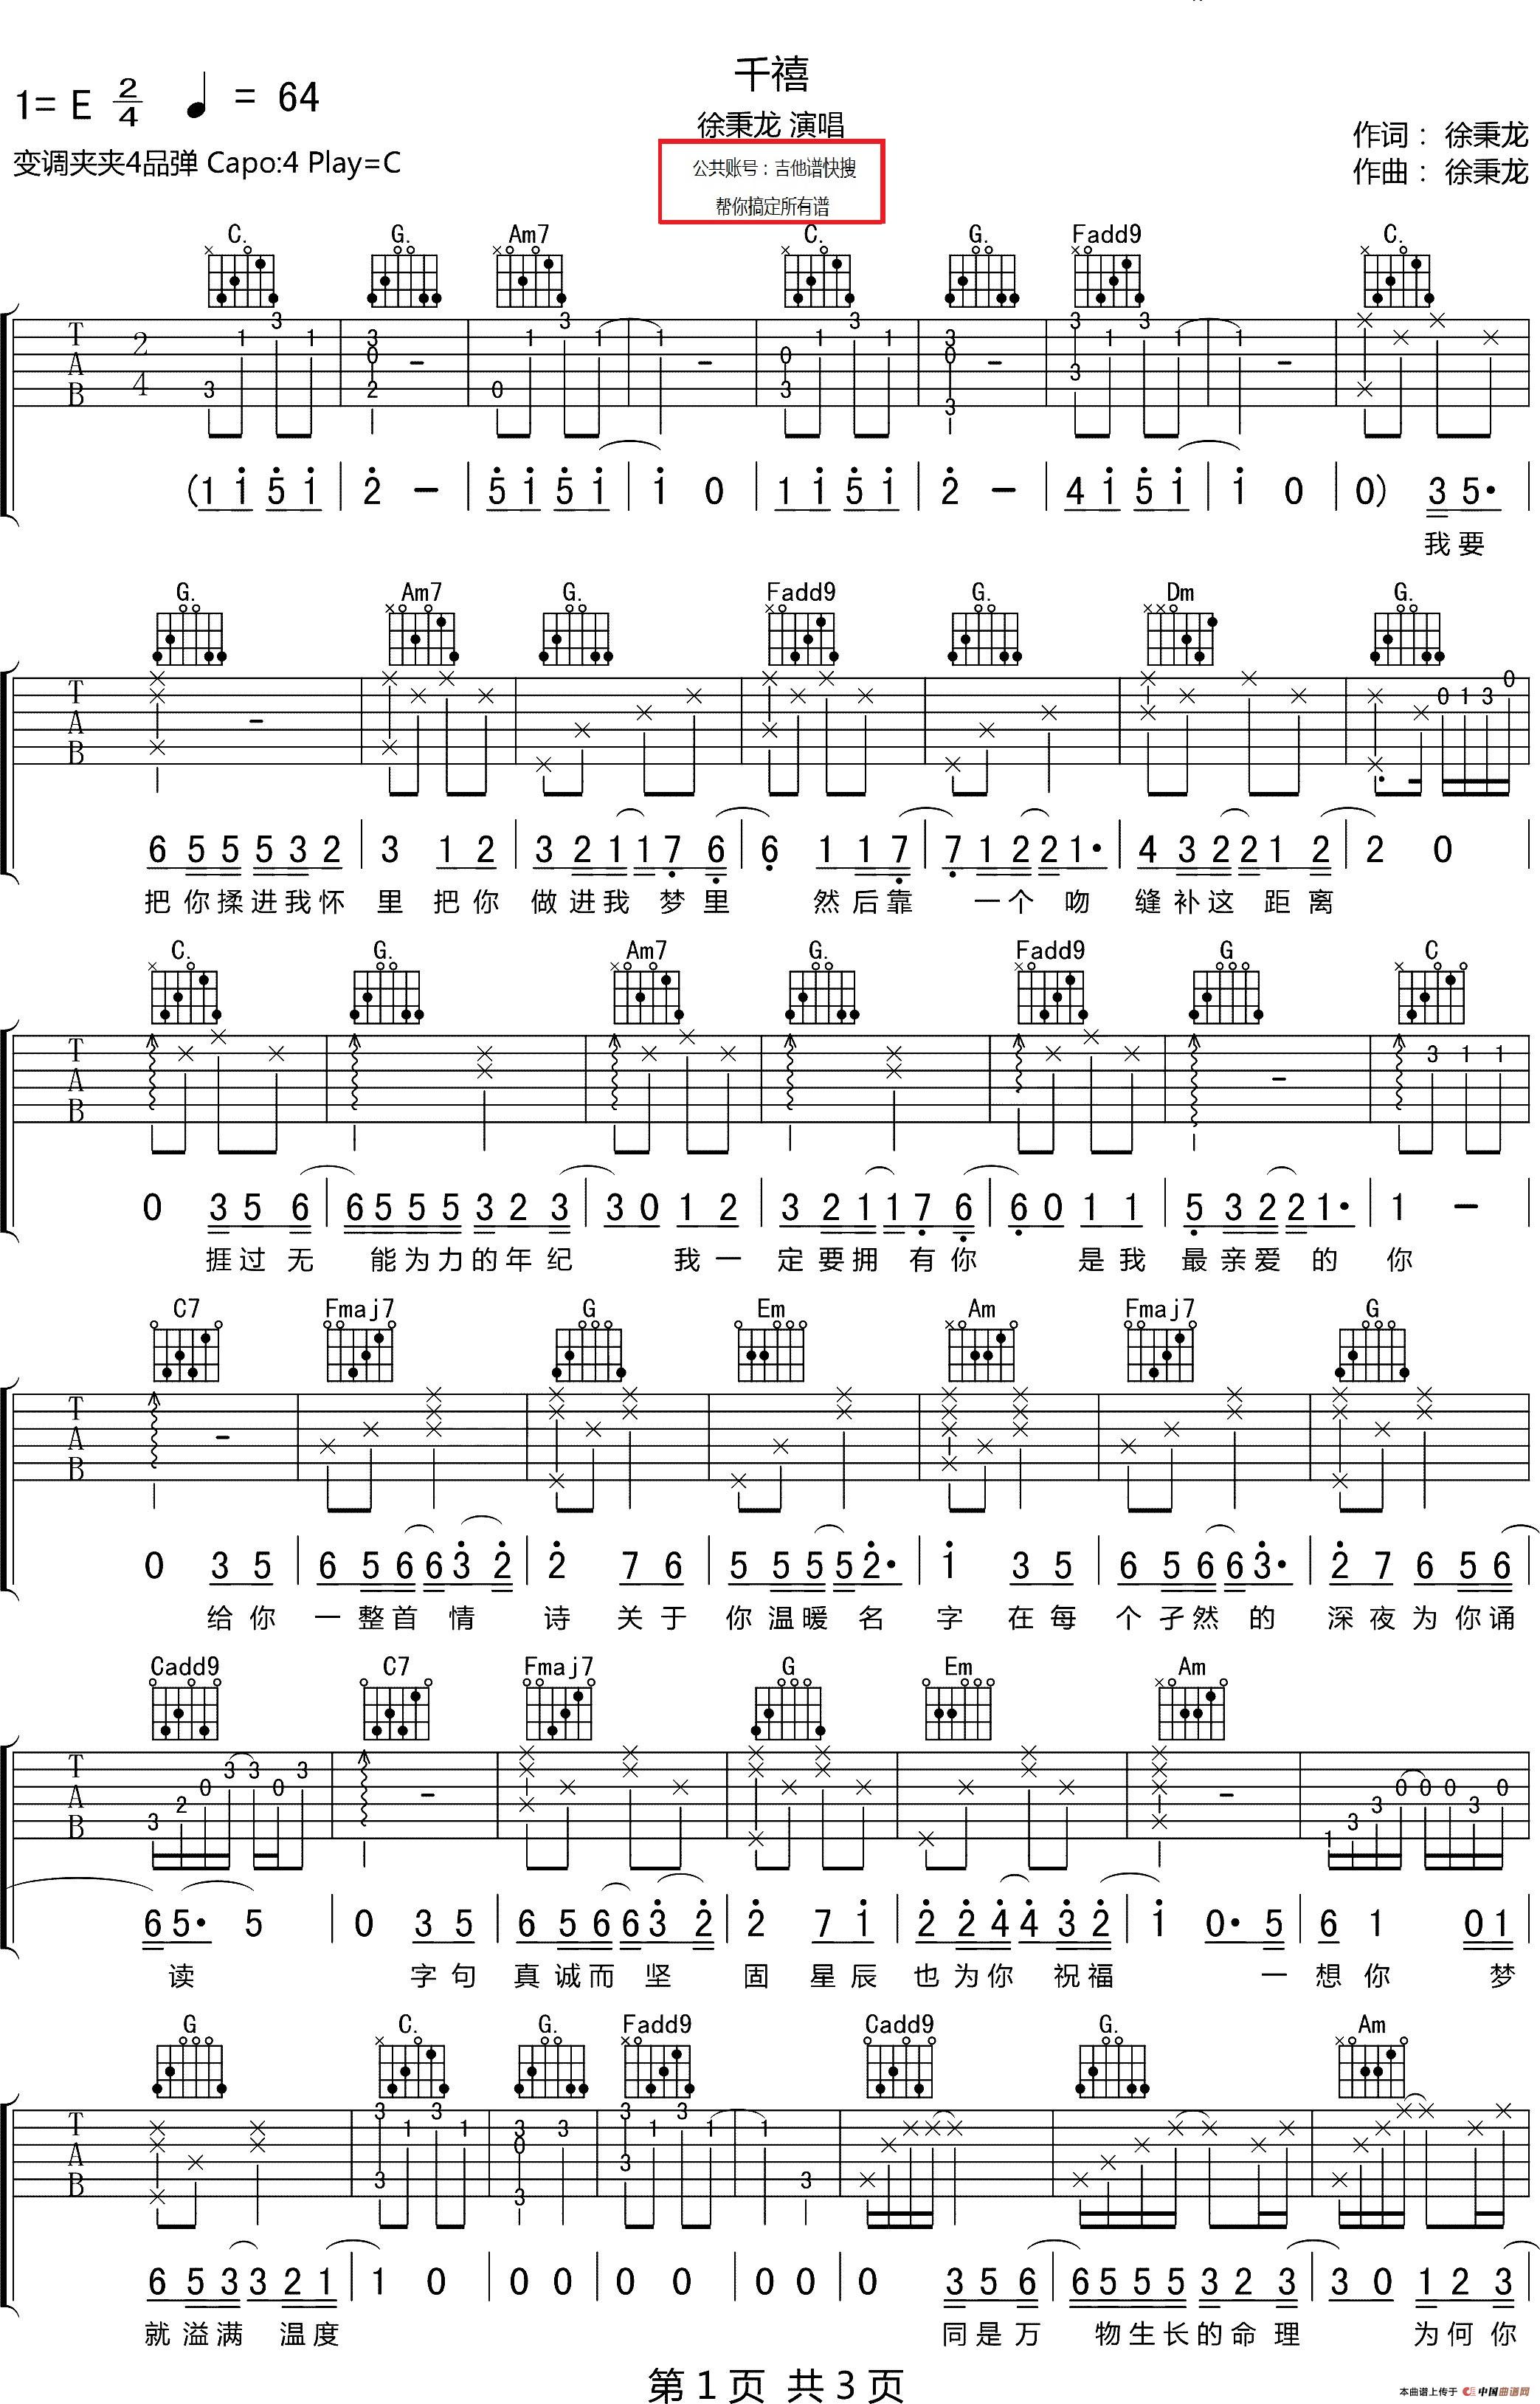 千禧
1= E 2/4 ♩ = 64
徐秉龙 演唱
作词： 徐秉龙
变调夹夹4品弹 Capo:4 Play=C
公共账号：吉他谱快搜
作曲： 徐秉龙
帮你搞定所有谱
C. G. Am7 C. G. Fadd9 C.
T A B 2 4
(1 1 5 1 | 2 - | 5 1 5 1 | 1 0 | 1 1 5 1 | 2 - | 4 1 5 1 | 1 0 | 0) 3 5·
我要
G. Am7 G. Fadd9 G. Dm G.
T A B
6 5 5 5 3 2 | 3 1 2 | 3 2 1 1 7 6 | 6 1 1 7 | 7 1 2 2 1· | 4 3 2 2 1 2 | 2 0
把你揉进我怀 里 把你 做进我 梦里 然后靠 一个 吻 缝补这 距离
C. G. Am7 G. Fadd9 G C
T A B
0 3 5 6 | 6 5 5 5 3 2 3 | 3 0 1 2 | 3 2 1 1 7 6 | 6 0 1 1 | 5 3 2 2 1· | 1 -
捱过无 能为力的年纪 我一 定要拥 有你 是我 最亲爱 的 你
C7 Fmaj7 G Em Am Fmaj7 G
T A B
0 3 5 | 6 5 6 6 3 2 | 2 7 6 | 5 5 5 5 2· | 1 3 5 | 6 5 6 6 3· | 2 7 6 5 6
给你 一整首 情 诗 关于 你温暖 名 字 在每 个孑然 的 深夜为你诵
Cadd9 C7 Fmaj7 G Em Am
T A B
6 5· 5 | 0 3 5 | 6 5 6 6 3 2 | 2 7 1 | 2 2 4 4 3 2 | 1 0· 5 | 6 1 0 1
读 字句 真诚而 坚 固 星辰 也为你 祝福 一 想你 梦
G C. G. Fadd9 Cadd9 G. Am
T A B
6 5 3 3 2 1 | 1 0 | 0 0 | 0 0 | 0 0 | 0 3 5 6 | 6 5 5 5 3 2 3 | 3 0 1 2 3
就溢满 温度 同是万 物生长的命理 为何你
第 1 页 共 3 页
本曲谱上传于 中国曲谱网